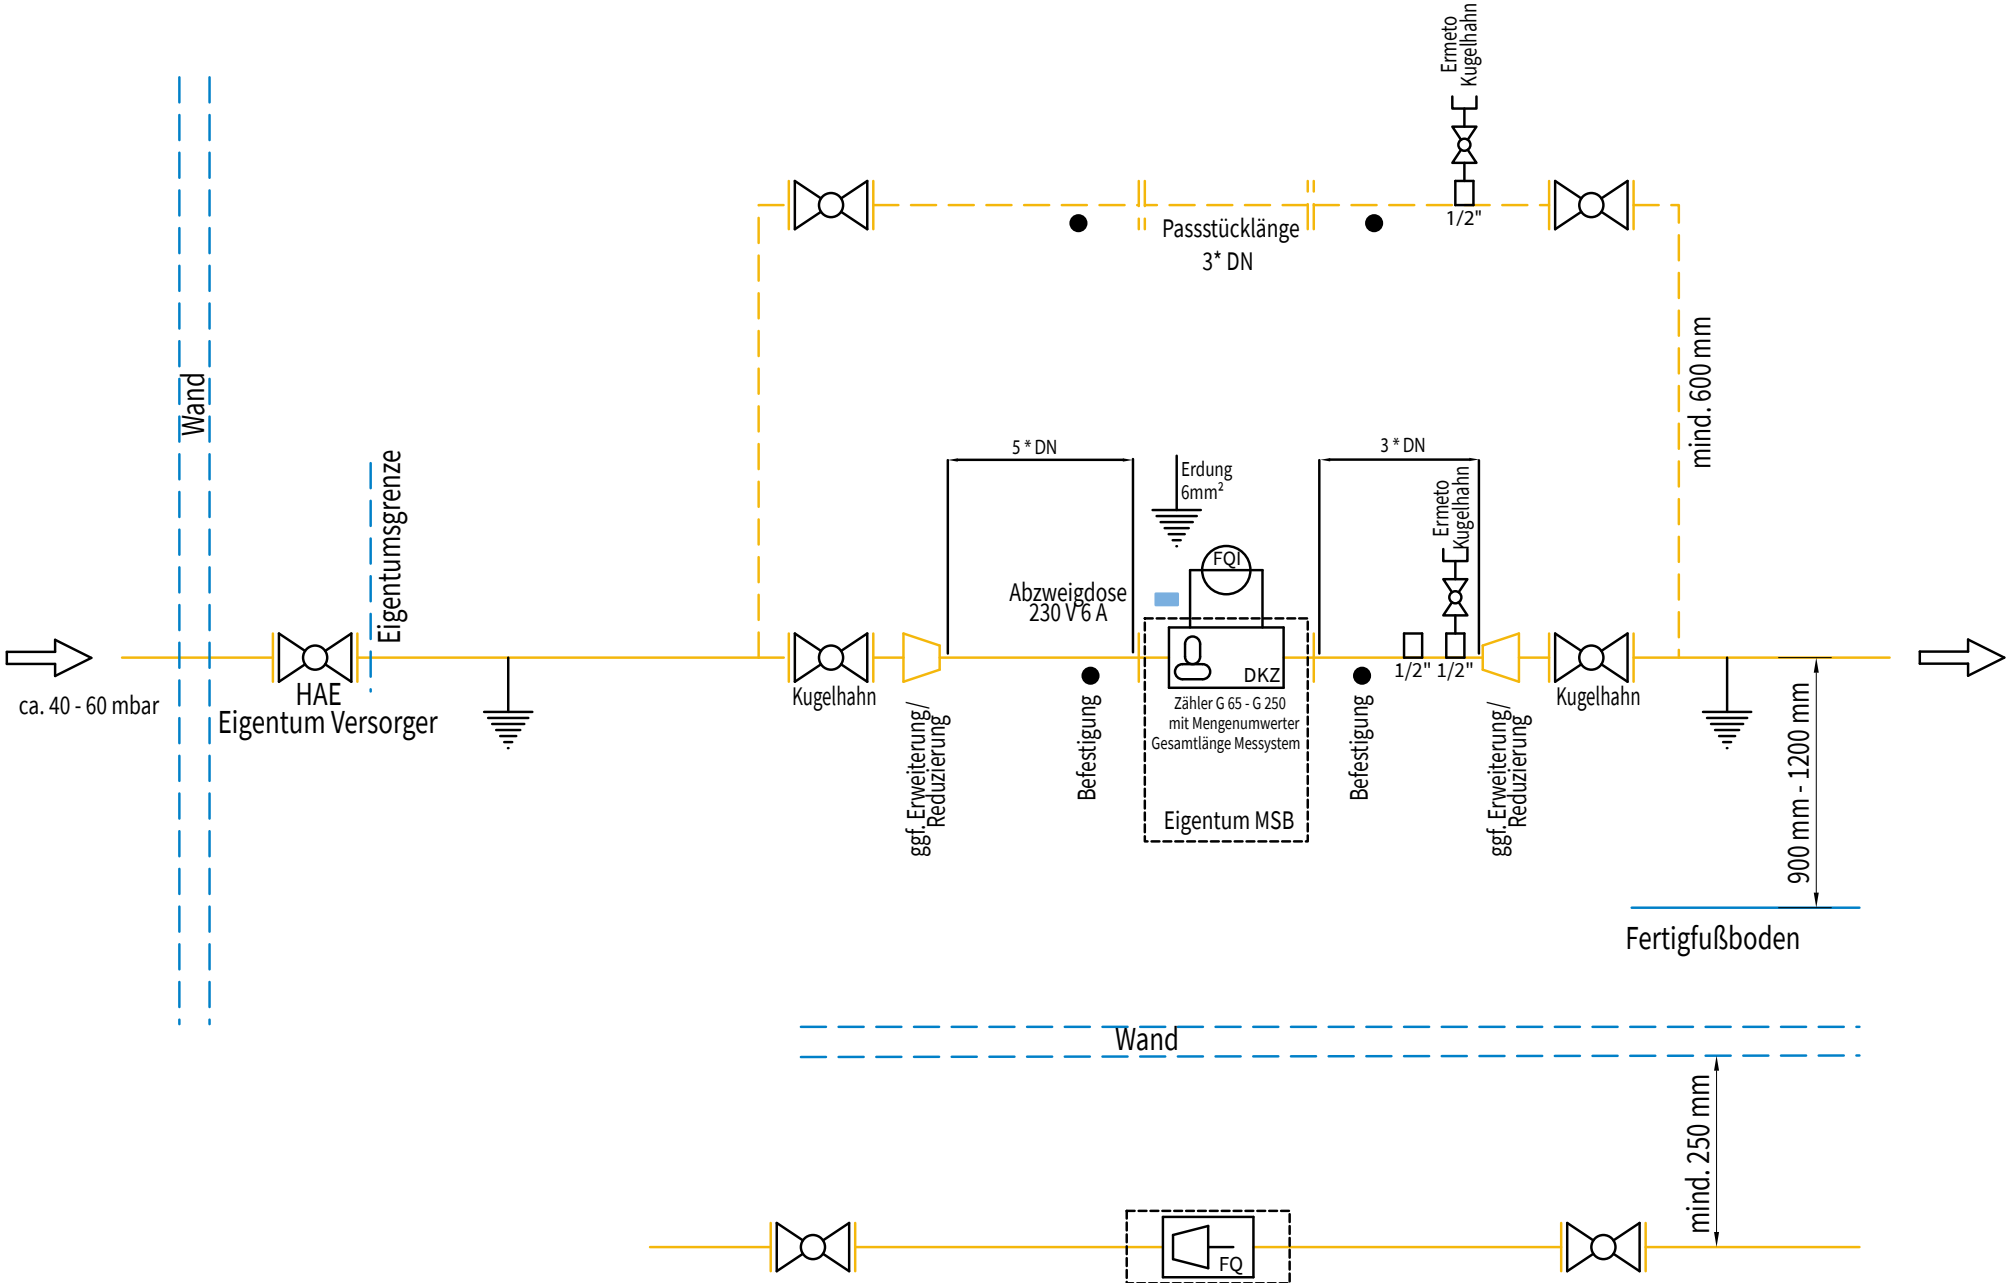 Ermeto
Kugelhahn
1/2"
Passstücklänge
3* DN
Wand
mind. 600 mm
Eigentumsgrenze
5 * DN
3 * DN
Erdung
6mm²
Ermeto
Kugelhahn
FQI
Abzweigdose
230 V 6 A
DKZ
1/2" 1/2"
ca. 40 - 60 mbar
HAE
Eigentum Versorger
Kugelhahn
ggf. Erweiterung/
Reduzierung
Befestigung
Zähler G 65 - G 250
mit Mengenumwerter
Gesamtlänge Messystem
Eigentum MSB
Befestigung
ggf. Erweiterung/
Reduzierung
Kugelhahn
900 mm - 1200 mm
Fertigfußboden
Wand
mind. 250 mm
FQ